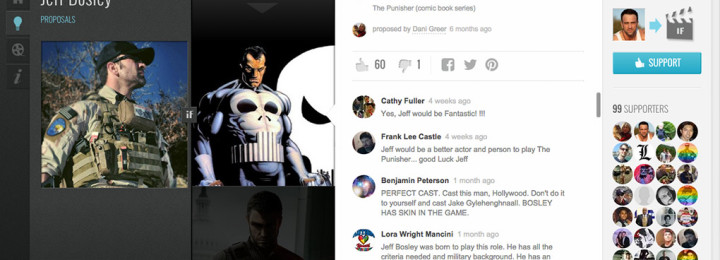 Jeff Bosley
PROPOSALS
iF
The Punisher (comic book series)
proposed by Dani Greer 6 months ago
60
1
Cathy Fuller 4 weeks ago
Yes, Jeff would be Fantastic! !!!
Frank Lee Castle 4 weeks ago
Jeff would be a better actor and person to play The
Punisher... good Luck Jeff
Benjamin Peterson 1 month ago
PERFECT CAST. Cast this man, Hollywood. Don't do it
to yourself and cast Jake Gylehenghnaall. BOSLEY
HAS SKIN IN THE GAME.
Lora Wright Mancini 1 month ago
Jeff Bosley was born to play this role. He has all the
criteria needed and military background. He has an
IF
SUPPORT
99 SUPPORTERS